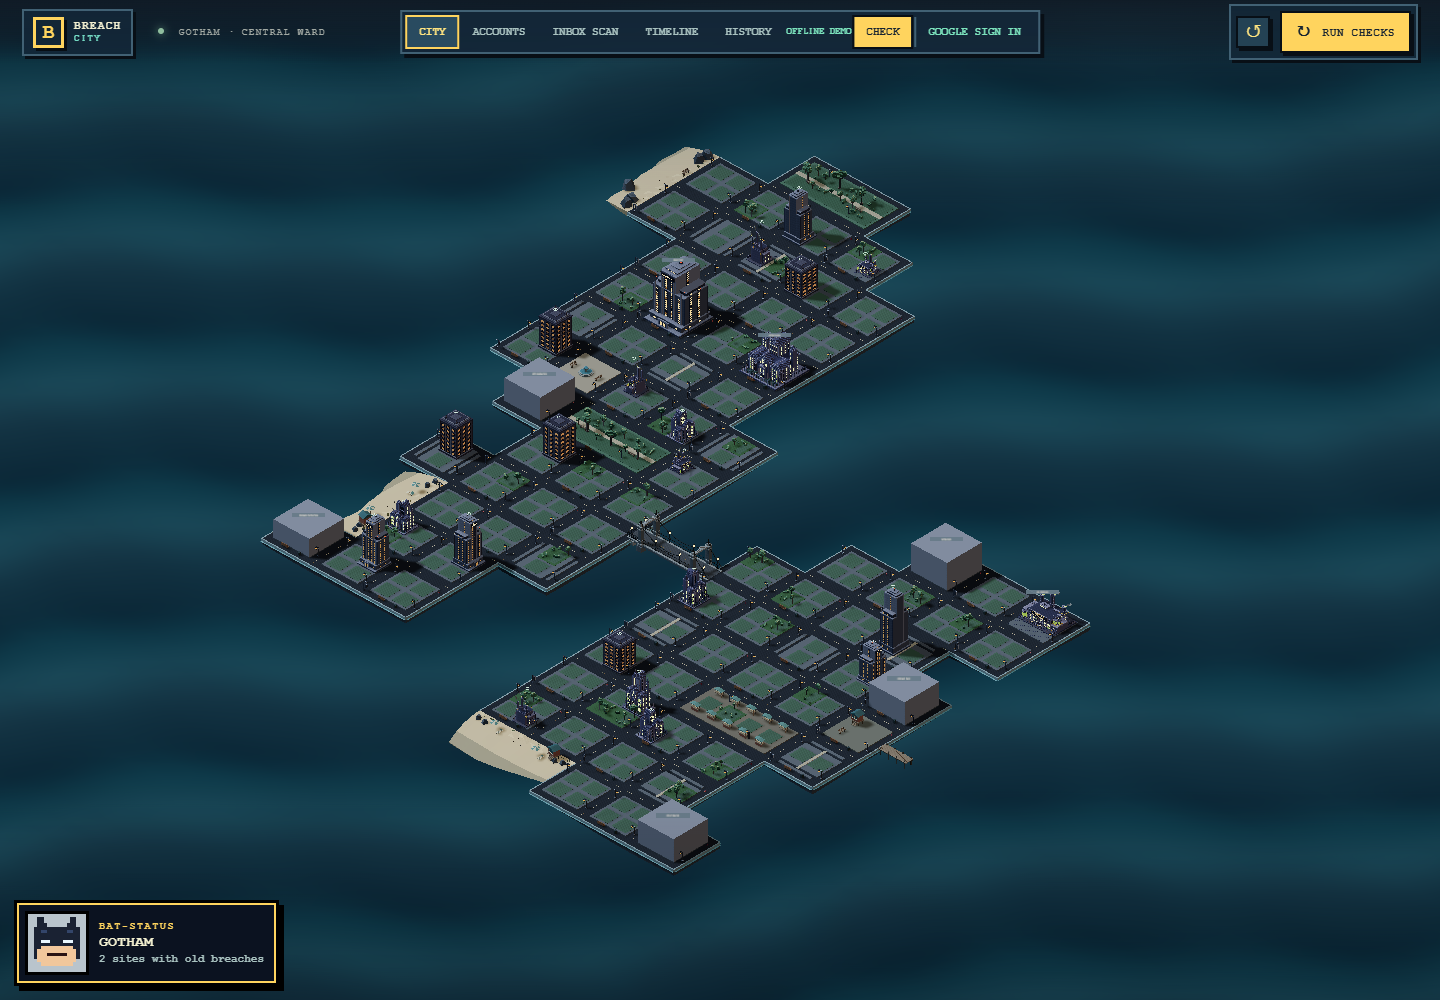 B
BREACH
CITY
GOTHAM · CENTRAL WARD
CITY
ACCOUNTS
INBOX SCAN
TIMELINE
HISTORY
OFFLINE DEMO
CHECK
GOOGLE SIGN IN
↺
↻ RUN CHECKS
BAT-STATUS
GOTHAM
2 sites with old breaches